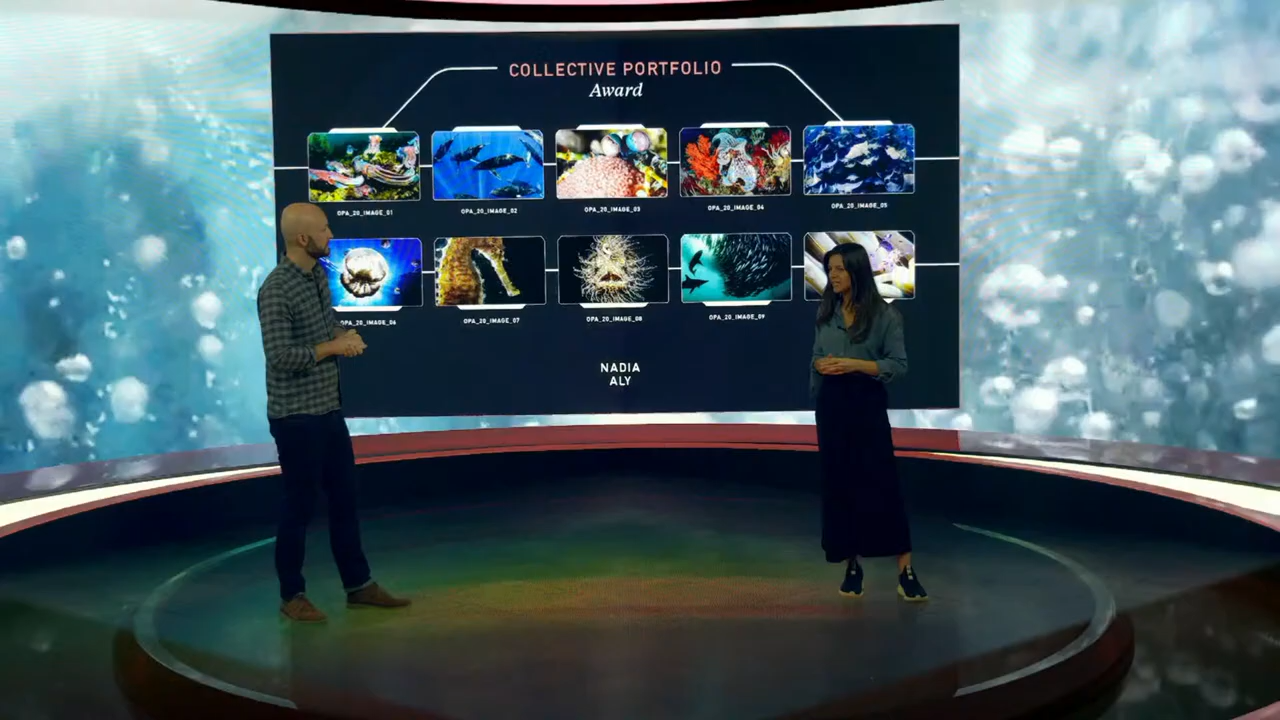 COLLECTIVE PORTFOLIO
Award
OPA_20_IMAGE_01
OPA_20_IMAGE_02
OPA_20_IMAGE_03
OPA_20_IMAGE_04
OPA_20_IMAGE_05
OPA_20_IMAGE_06
OPA_20_IMAGE_07
OPA_20_IMAGE_08
OPA_20_IMAGE_09
NADIA
ALY